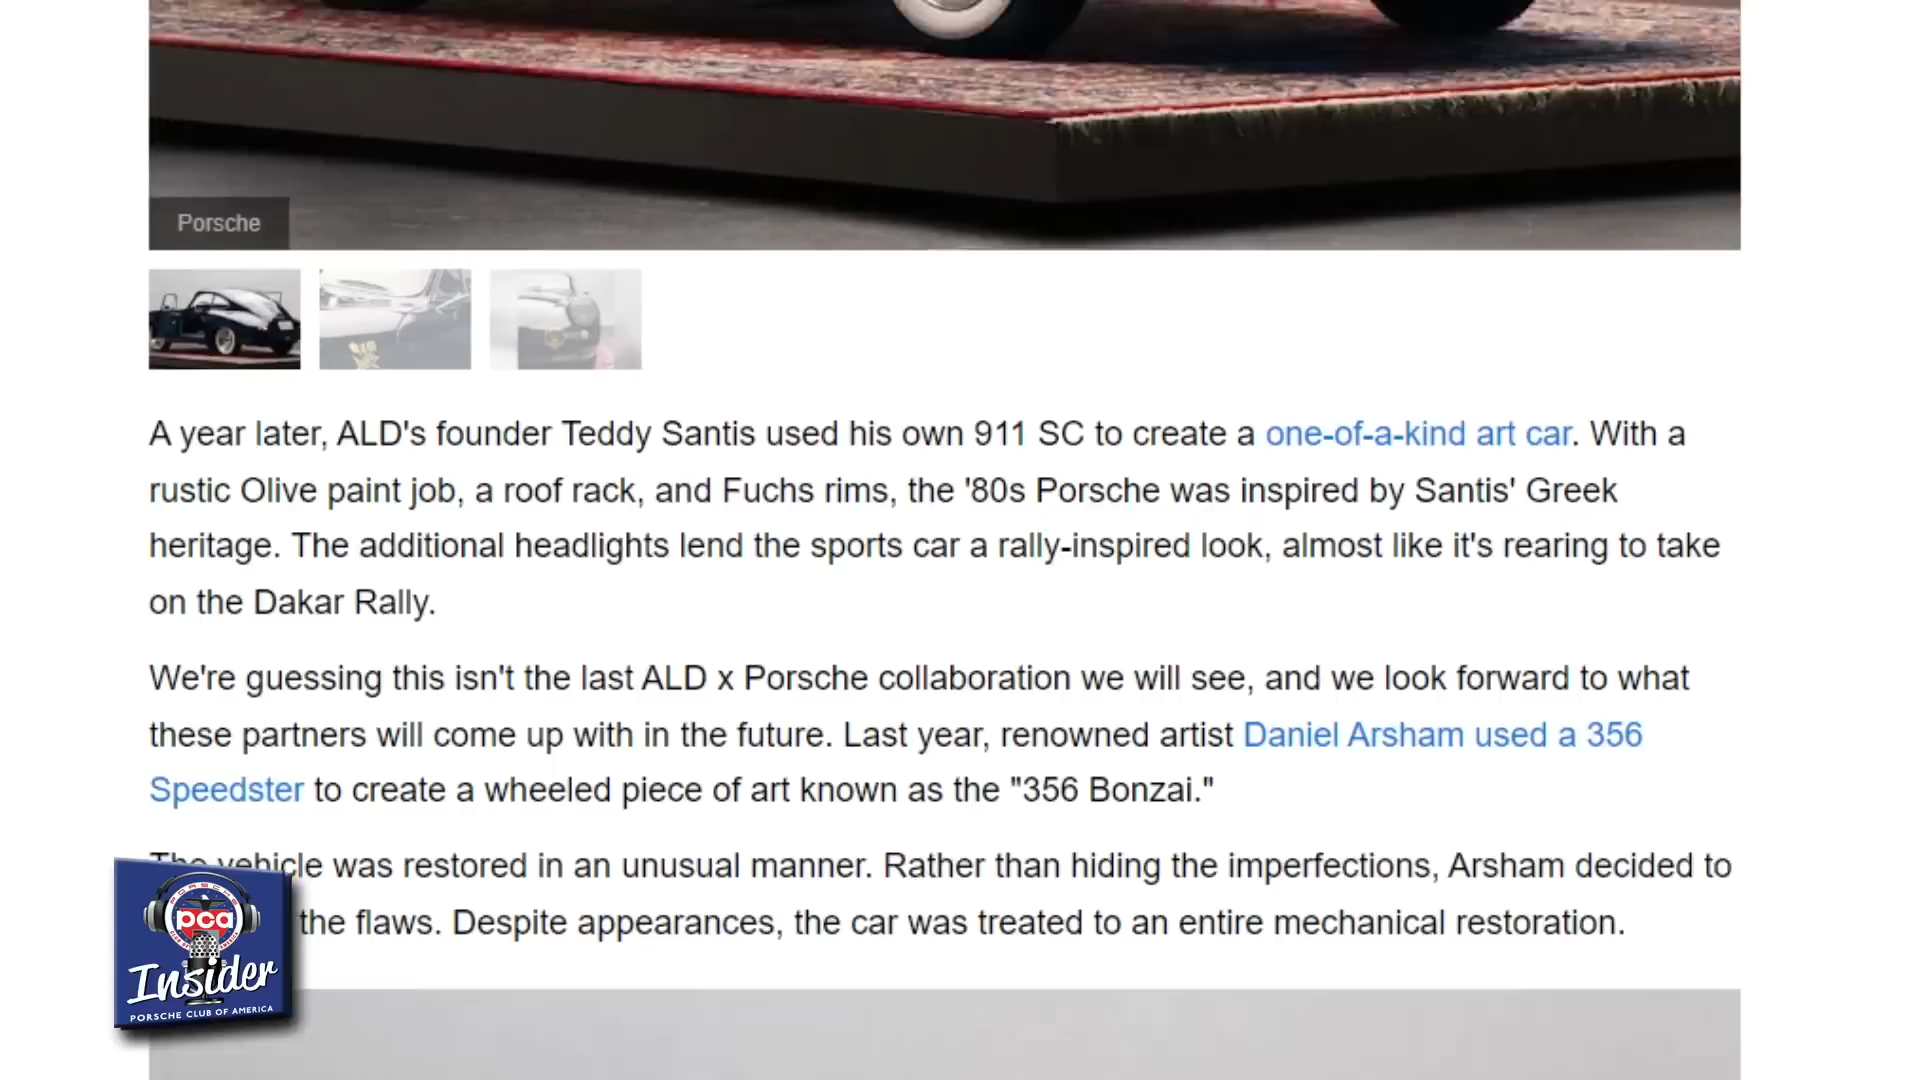 Porsche
A year later, ALD's founder Teddy Santis used his own 911 SC to create a one-of-a-kind art car. With a
rustic Olive paint job, a roof rack, and Fuchs rims, the '80s Porsche was inspired by Santis' Greek
heritage. The additional headlights lend the sports car a rally-inspired look, almost like it's rearing to take
on the Dakar Rally.
We're guessing this isn't the last ALD x Porsche collaboration we will see, and we look forward to what
these partners will come up with in the future. Last year, renowned artist Daniel Arsham used a 356
Speedster to create a wheeled piece of art known as the "356 Bonzai."
The vehicle was restored in an unusual manner. Rather than hiding the imperfections, Arsham decided to
the flaws. Despite appearances, the car was treated to an entire mechanical restoration.
PORSCHE
pca
CLUB OF AMERICA
Insider
PORSCHE CLUB OF AMERICA